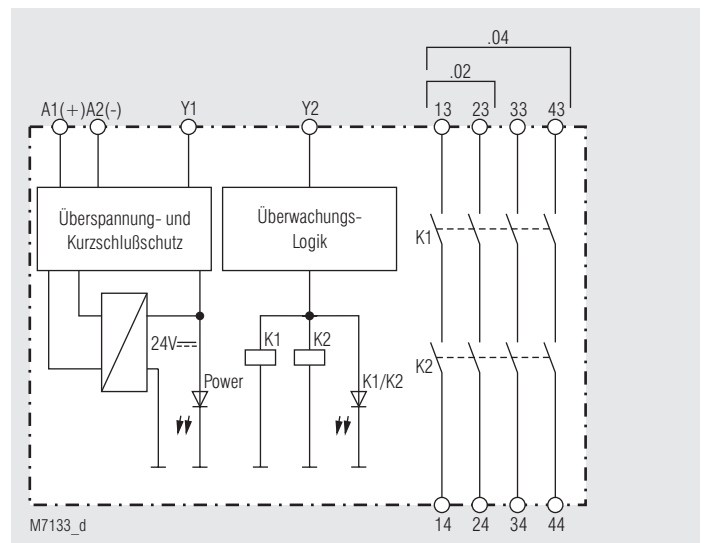 .04
.02
A1(+)A2(-) Y1 Y2 13 23 33 43
Überspannung- und
Kurzschlußschutz
Überwachungs-
Logik
K1
24V
K1 K2
K2
Power
K1/K2
M7133_d
14 24 34 44